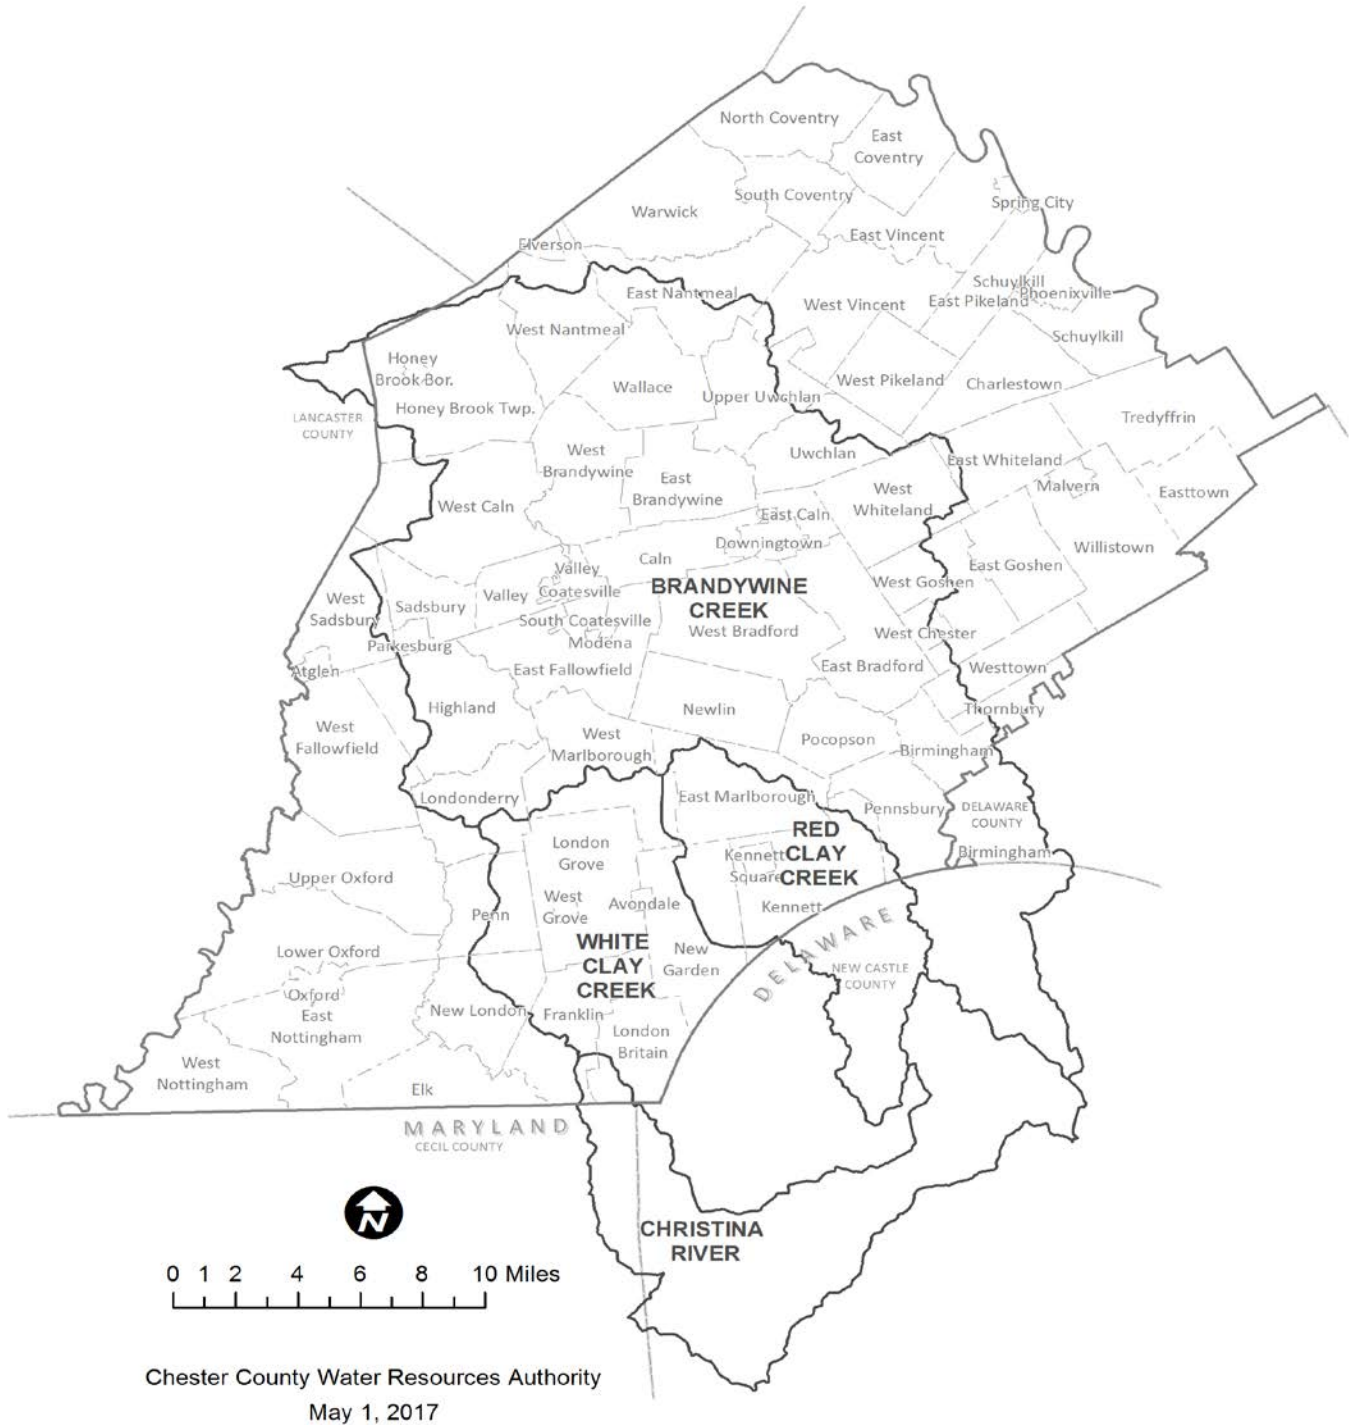 North Coventry
East
Coventry
South Coventry
Spring City
Warwick
East Vincent
Elverson
Schuylkill
East Nantmeal
Phoenixville
West Vincent
East Pikeland
West Nantmeal
Schuylkill
Honey
Brook Bor.
West Pikeland
Charlestown
Wallace
Upper Uwchlan
Honey Brook Twp.
LANCASTER
COUNTY
Tredyffrin
West
Brandywine
Uwchlan
East Whiteland
East
Brandywine
Malvern
West
Whiteland
Easttown
West Caln
East Caln
Downingtown
Willistown
Caln
Valley
East Goshen
BRANDYWINE
CREEK
West Goshen
West
Sadsbury
Sadsbury
Valley
Coatesville
South Coatesville
West Bradford
West Chester
Parkesburg
Modena
Atglen
East Fallowfield
East Bradford
Westtown
Highland
Newlin
Thornbury
West
Fallowfield
West
Marlborough
Pocopson
Birmingham
Londonderry
East Marlborough
Pennsbury
DELAWARE
COUNTY
RED
CLAY
CREEK
London
Grove
Kennett
Square
Birmingham
Upper Oxford
West
Grove
Avondale
Kennett
Penn
WHITE
CLAY
CREEK
DELAWARE
Lower Oxford
New
Garden
NEW CASTLE
COUNTY
Oxford
East
Nottingham
New London
Franklin
London
Britain
West
Nottingham
Elk
MARYLAND
CECIL COUNTY
N
CHRISTINA
RIVER
0 1 2 4 6 8 10 Miles
Chester County Water Resources Authority
May 1, 2017